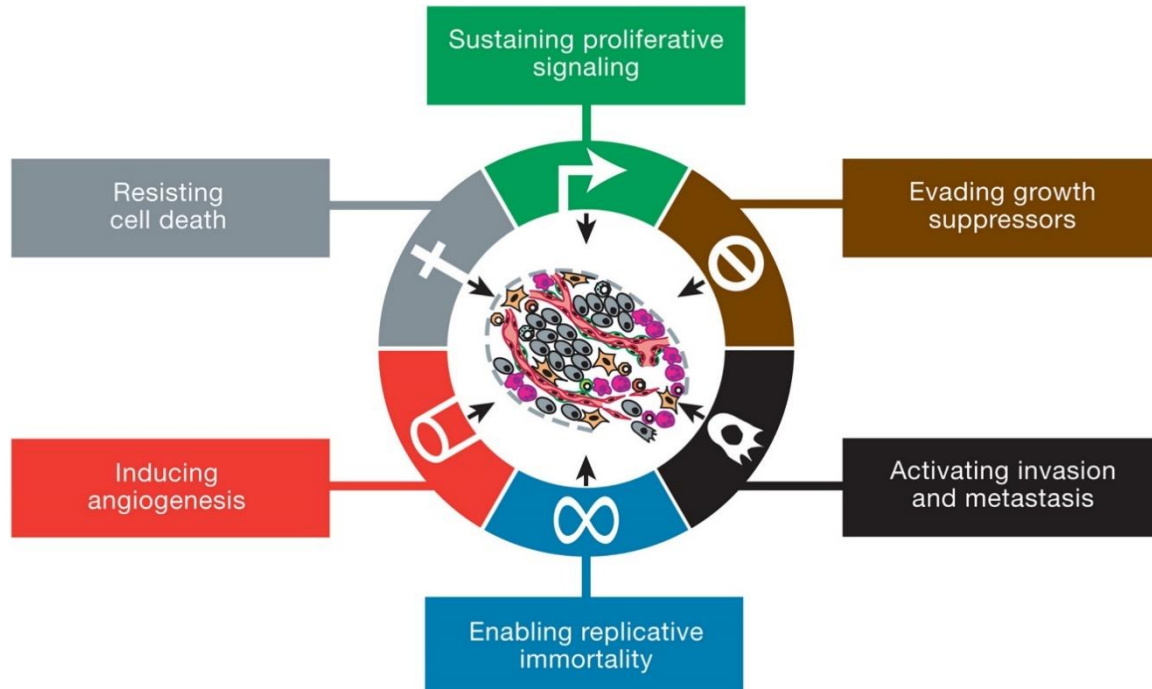 Sustaining proliferative
signaling
Resisting
cell death
Evading growth
suppressors
Inducing
angiogenesis
Activating invasion
and metastasis
Enabling replicative
immortality